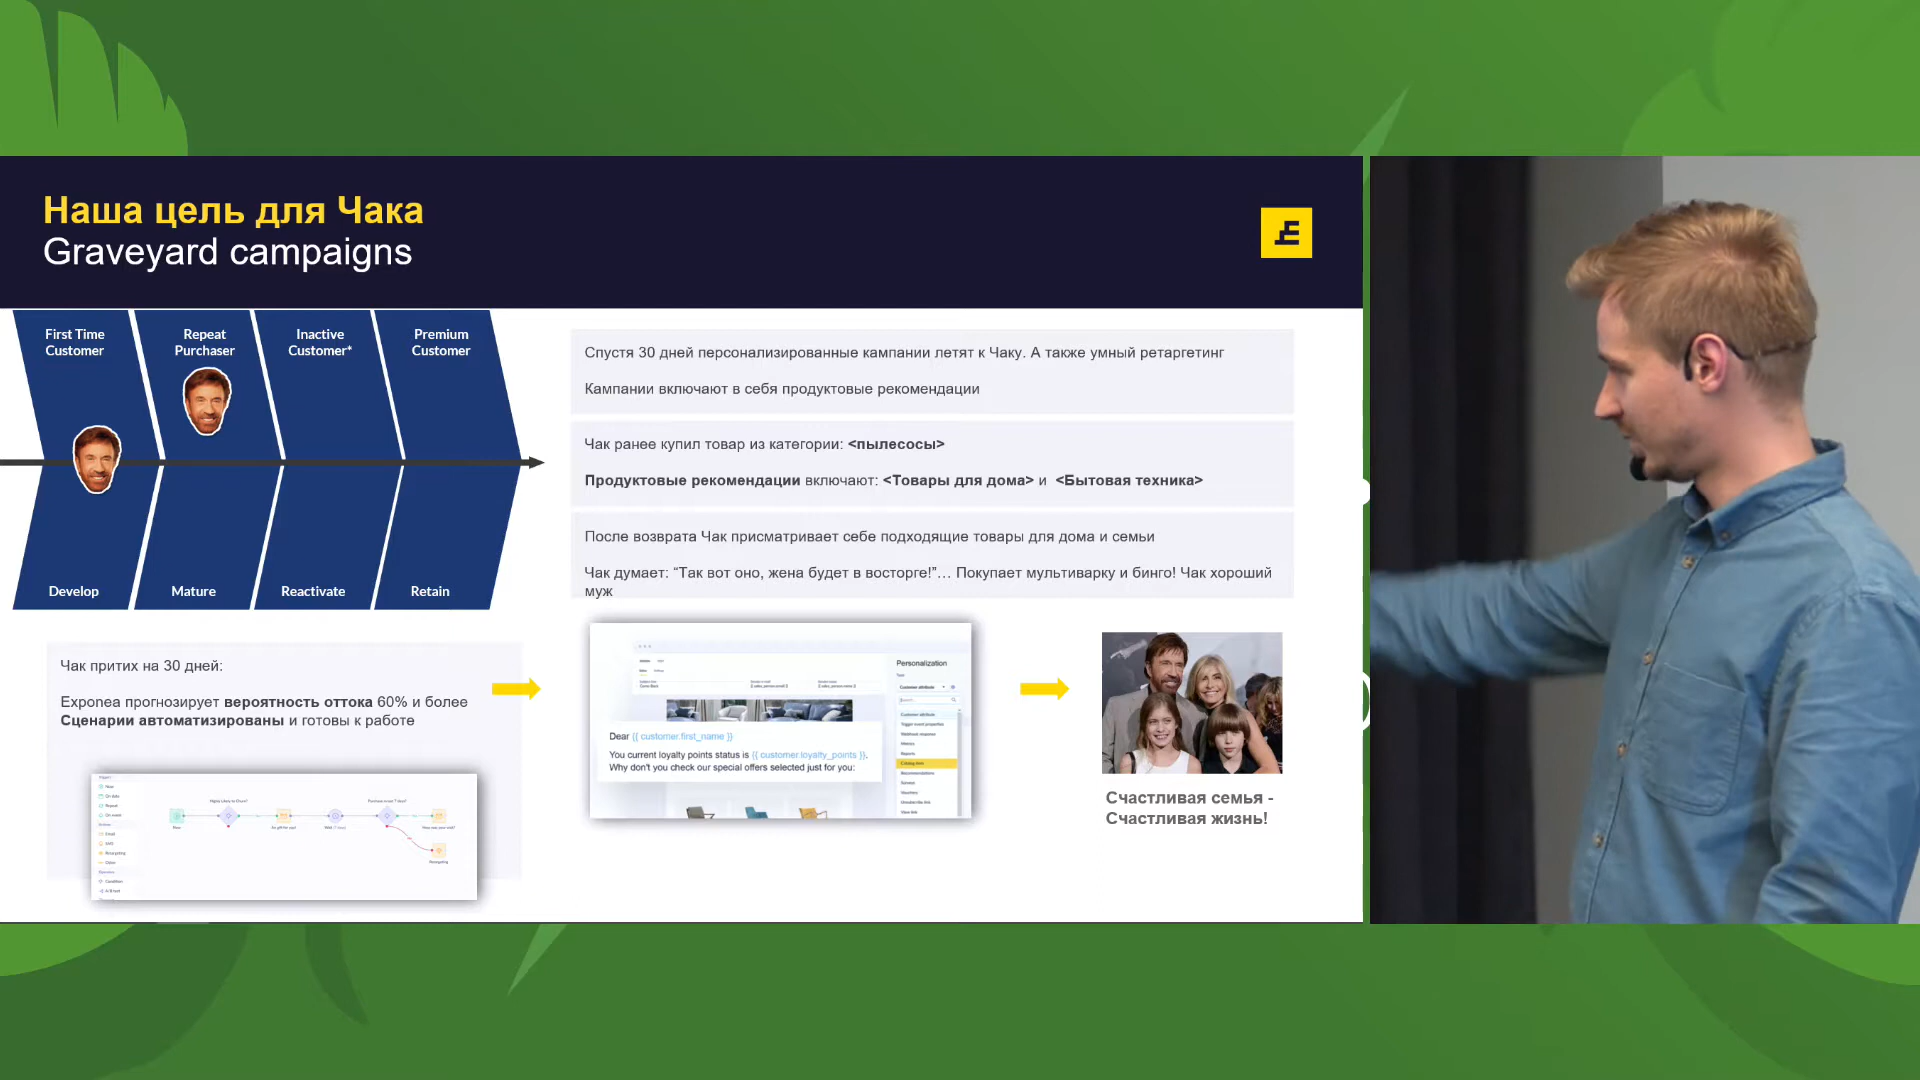 Наша цель для Чака
Graveyard campaigns
First Time
Customer
Repeat
Purchaser
Inactive
Customer*
Premium
Customer
Develop
Mature
Reactivate
Retain
Спустя 30 дней персонализированные кампании летят к Чаку. А также умный ретаргетинг
Кампании включают в себя продуктовые рекомендации
Чак ранее купил товар из категории: <пылесосы>
Продуктовые рекомендации включают: <Товары для дома> и <Бытовая техника>
После возврата Чак присматривает себе подходящие товары для дома и семьи
Чак думает: “Так вот оно, жена будет в восторге!”… Покупает мультиварку и бинго! Чак хороший
муж
Чак притих на 30 дней:
Exponea прогнозирует вероятность оттока 60% и более
Сценарии автоматизированы и готовы к работе
Personalization
Customer attribute
Dear {{ customer.first_name }}
You current loyalty points status is {{ customer.loyalty_points }}.
Why don't you check our special offers selected just for you:
Счастливая семья -
Счастливая жизнь!